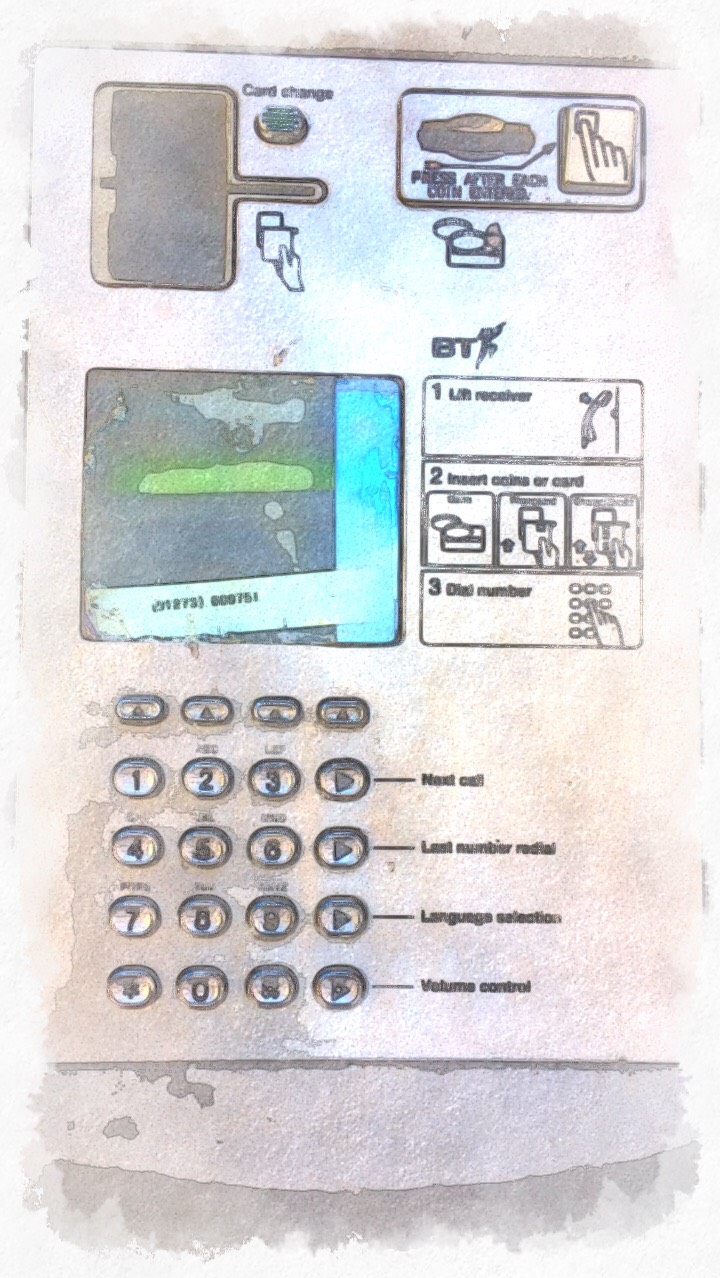 Card change
PRESS AFTER EACH
COIN ENTERED.
BT
1 Lift receiver
2 Insert coins or card
3 Dial number
1 2 3
Next call
4 5 6
Last number redial
7 8 9
Language selection
* 0
Volume control